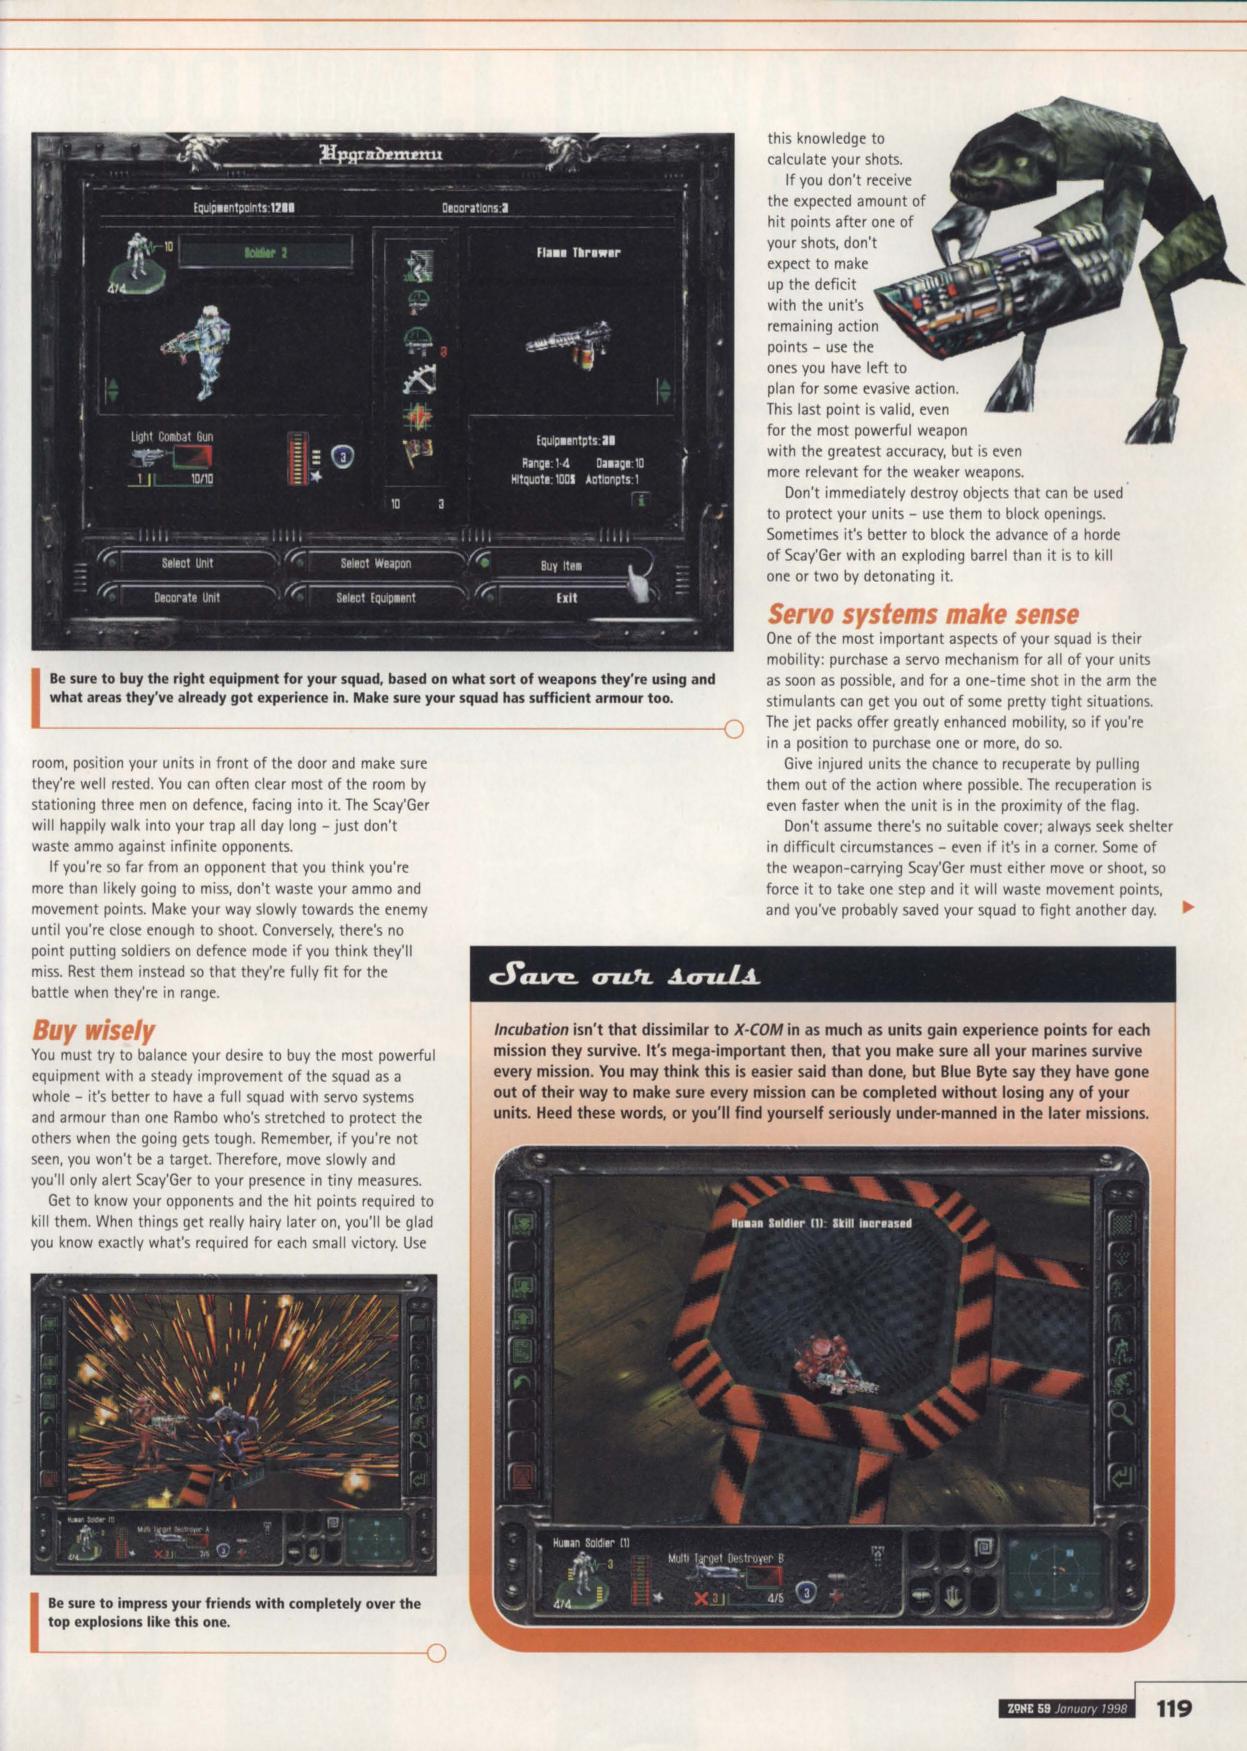 Upgrademenu
Equipmentpoints:1280
Decorations:3
10
Soldier 2
4/4
Flame Thrower
Light Combat Gun
1
10/10
3
10 3
Equipmentpts:30
Range:1-4 Damage:10
Hitquote:100% Actionpts:1
Select Unit
Select Weapon
Buy Item
Decorate Unit
Select Equipment
Exit
Be sure to buy the right equipment for your squad, based on what sort of weapons they're using and
what areas they've already got experience in. Make sure your squad has sufficient armour too.
room, position your units in front of the door and make sure
they're well rested. You can often clear most of the room by
stationing three men on defence, facing into it. The Scay'Ger
will happily walk into your trap all day long – just don't
waste ammo against infinite opponents.
If you're so far from an opponent that you think you're
more than likely going to miss, don't waste your ammo and
movement points. Make your way slowly towards the enemy
until you're close enough to shoot. Conversely, there's no
point putting soldiers on defence mode if you think they'll
miss. Rest them instead so that they're fully fit for the
battle when they're in range.
Buy wisely
You must try to balance your desire to buy the most powerful
equipment with a steady improvement of the squad as a
whole – it's better to have a full squad with servo systems
and armour than one Rambo who's stretched to protect the
others when the going gets tough. Remember, if you're not
seen, you won't be a target. Therefore, move slowly and
you'll only alert Scay'Ger to your presence in tiny measures.
Get to know your opponents and the hit points required to
kill them. When things get really hairy later on, you'll be glad
you know exactly what's required for each small victory. Use
Human Soldier (1)
Multi Target Destroyer A
4/4
Be sure to impress your friends with completely over the
top explosions like this one.
this knowledge to
calculate your shots.
If you don't receive
the expected amount of
hit points after one of
your shots, don't
expect to make
up the deficit
with the unit's
remaining action
points – use the
ones you have left to
plan for some evasive action.
This last point is valid, even
for the most powerful weapon
with the greatest accuracy, but is even
more relevant for the weaker weapons.
Don't immediately destroy objects that can be used
to protect your units – use them to block openings.
Sometimes it's better to block the advance of a horde
of Scay'Ger with an exploding barrel than it is to kill
one or two by detonating it.
Servo systems make sense
One of the most important aspects of your squad is their
mobility: purchase a servo mechanism for all of your units
as soon as possible, and for a one-time shot in the arm the
stimulants can get you out of some pretty tight situations.
The jet packs offer greatly enhanced mobility, so if you're
in a position to purchase one or more, do so.
Give injured units the chance to recuperate by pulling
them out of the action where possible. The recuperation is
even faster when the unit is in the proximity of the flag.
Don't assume there's no suitable cover; always seek shelter
in difficult circumstances – even if it's in a corner. Some of
the weapon-carrying Scay'Ger must either move or shoot, so
force it to take one step and it will waste movement points,
and you've probably saved your squad to fight another day.
Save our souls
Incubation isn't that dissimilar to X-COM in as much as units gain experience points for each
mission they survive. It's mega-important then, that you make sure all your marines survive
every mission. You may think this is easier said than done, but Blue Byte say they have gone
out of their way to make sure every mission can be completed without losing any of your
units. Heed these words, or you'll find yourself seriously under-manned in the later missions.
Human Soldier (1): Skill increased
Human Soldier (1)
3
Multi Target Destroyer B
4/4
3
4/5
3
ZONE 59 January 1998
119